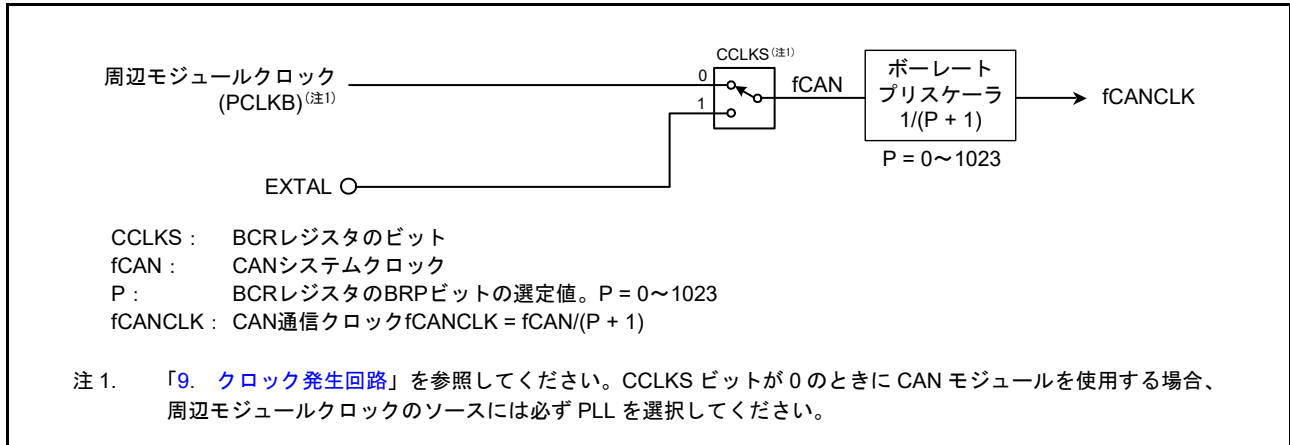 周辺モジュールクロック
(PCLKB)(注1)
CCLKS(注1)
0
1
fCAN
ボーレート
プリスケーラ
1/(P + 1)
fCANCLK
P = 0～1023
EXTAL
CCLKS： BCRレジスタのビット
fCAN： CANシステムクロック
P： BCRレジスタのBRPビットの選定値。P = 0～1023
fCANCLK： CAN通信クロックfCANCLK = fCAN/(P + 1)
注 1. 「9. クロック発生回路」を参照してください。CCLKS ビットが 0 のときに CAN モジュールを使用する場合、
周辺モジュールクロックのソースには必ず PLL を選択してください。